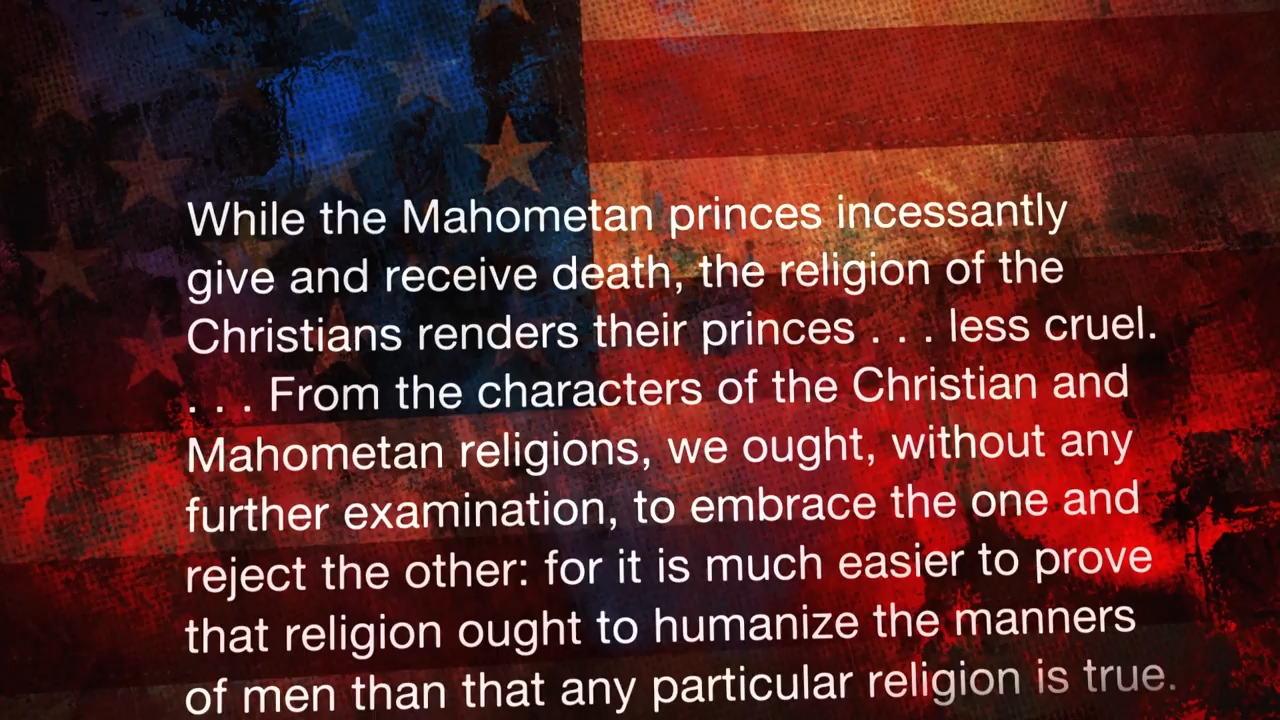 While the Mahometan princes incessantly
give and receive death, the religion of the
Christians renders their princes . . . less cruel.
. . . From the characters of the Christian and
Mahometan religions, we ought, without any
further examination, to embrace the one and
reject the other: for it is much easier to prove
that religion ought to humanize the manners
of men than that any particular religion is true.